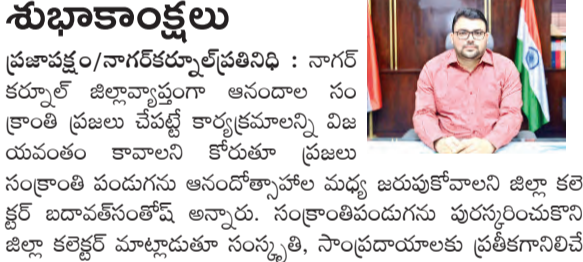 శుభాకాంక్షలు
ప్రజాపక్షం/నాగర్‌కర్నూల్‌ప్రతినిధి : నాగర్
కర్నూల్ జిల్లావ్యాప్తంగా ఆనందాల సం
క్రాంతి ప్రజలు చేపట్టే కార్యక్రమాలన్ని విజ
యవంతం కావాలని కోరుతూ ప్రజలు
సంక్రాంతి పండుగను ఆనందోత్సాహాల మధ్య జరుపుకోవాలని జిల్లా కలె
క్టర్ బదావత్‌సంతోష్ అన్నారు. సంక్రాంతిపండుగను పురస్కరించుకొని
జిల్లా కలెక్టర్ మాట్లాడుతూ సంస్కృతి, సాంప్రదాయాలకు ప్రతీకగానిలిచే